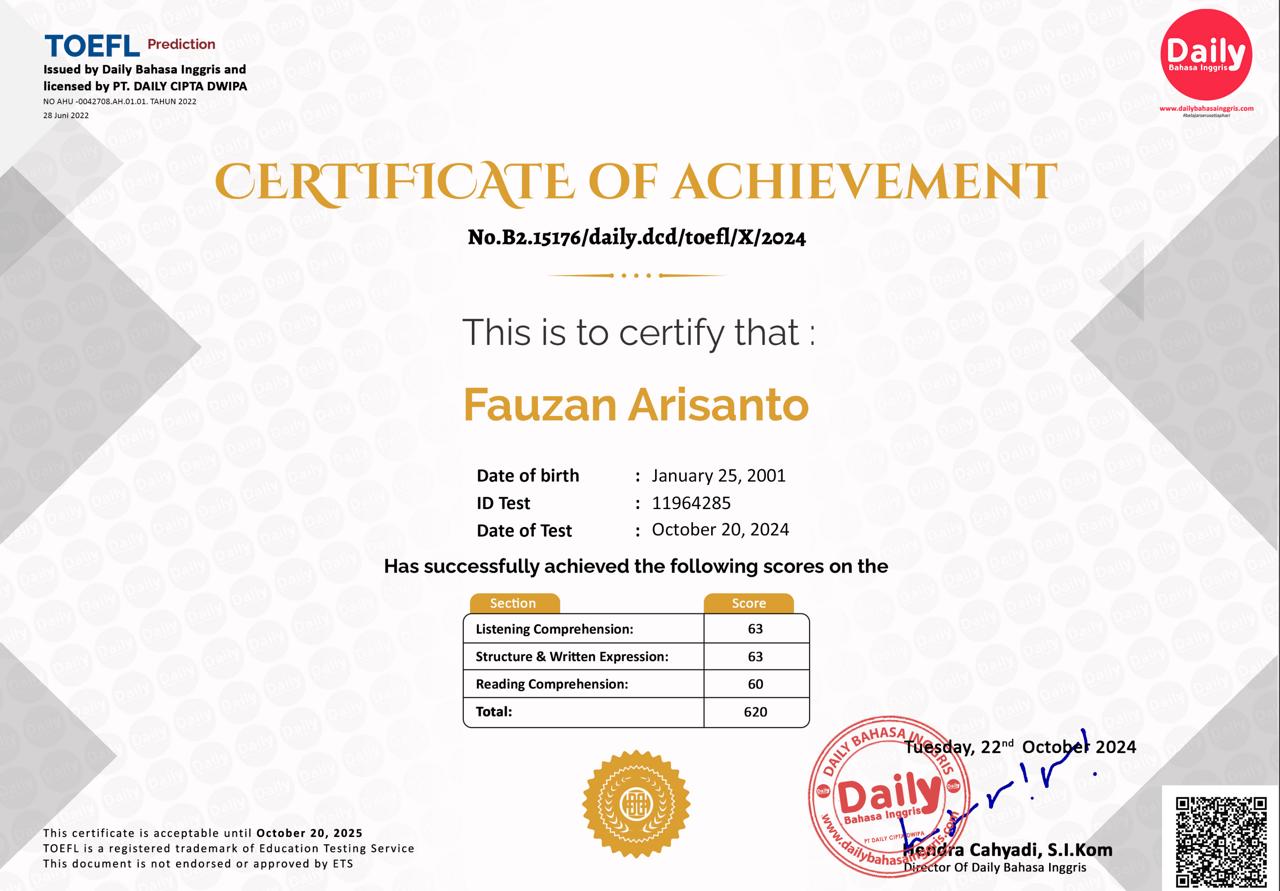 TOEFL Prediction
Issued by Daily Bahasa Inggris and
licensed by PT. DAILY CIPTA DWIPA
NO AHU -0042708.AH.01.01. TAHUN 2022
28 Juni 2022
Daily
Bahasa Inggris
www.dailybahasainggris.com
#belajarserusetiaphari
CERTIFICATE OF ACHIEVEMENT
No.B2.15176/daily.dcd/toefl/X/2024
This is to certify that :
Fauzan Arisanto
Date of birth : January 25, 2001
ID Test : 11964285
Date of Test : October 20, 2024
Has successfully achieved the following scores on the
Section Score
Listening Comprehension: 63
Structure & Written Expression: 63
Reading Comprehension: 60
Total: 620
Tuesday, 22nd October 2024
DAILY BAHASA INGGRIS
Daily
Bahasa Inggris
PT DAILY CIPTA DWIPA
www.dailybahasainggris.com
Hendra Cahyadi, S.I.Kom
Director Of Daily Bahasa Inggris
This certificate is acceptable until October 20, 2025
TOEFL is a registered trademark of Education Testing Service
This document is not endorsed or approved by ETS